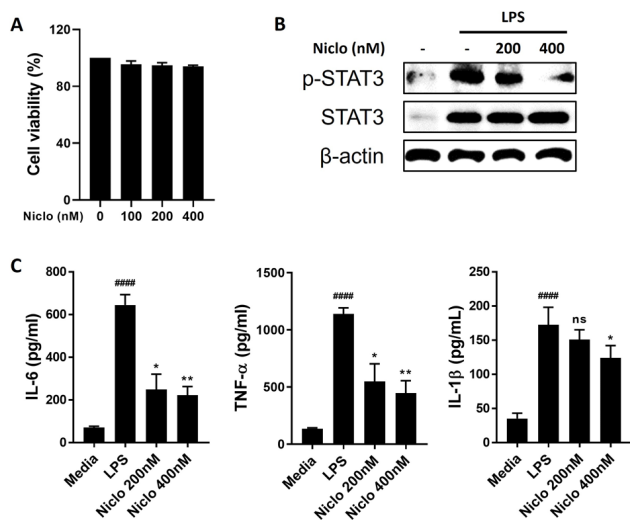 A
Cell viability (%)
120
80
40
0
Niclo (nM)
0 100 200 400
B
LPS
Niclo (nM) - - 200 400
p-STAT3
STAT3
β-actin
C
IL-6 (pg/ml)
800
600
400
200
0
####
*
**
Media
LPS
Niclo 200nM
Niclo 400nM
TNF-α (pg/ml)
1500
1000
500
0
####
*
**
Media
LPS
Niclo 200nM
Niclo 400nM
IL-1β (pg/mL)
250
200
150
100
50
0
####
ns
*
Media
LPS
Niclo 200nM
Niclo 400nM